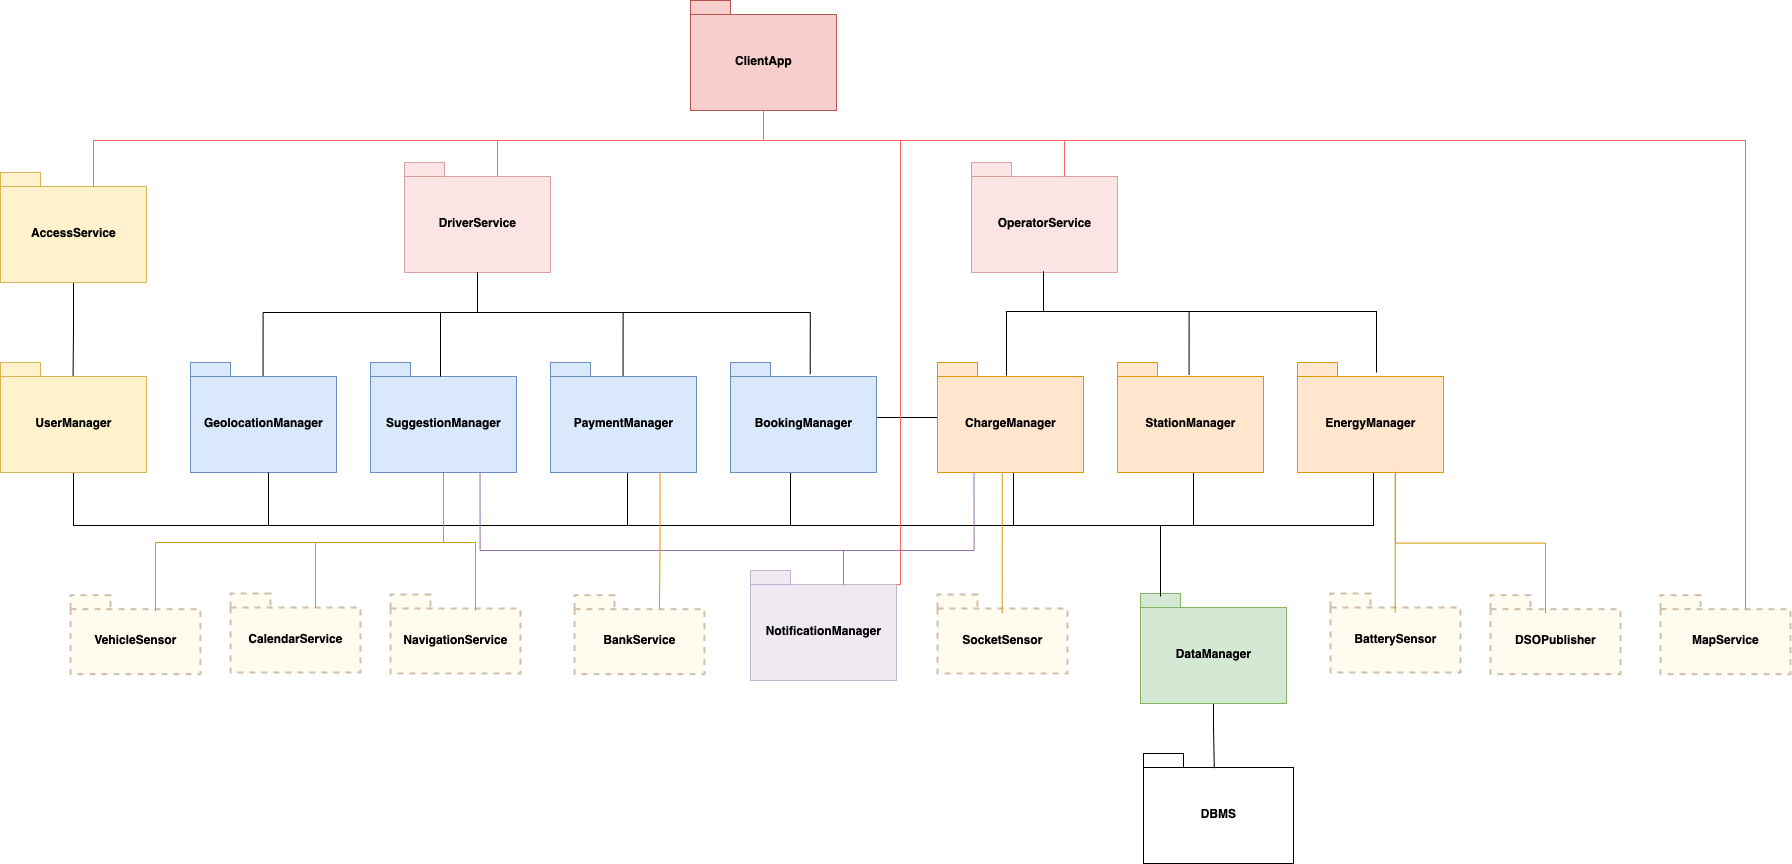 ClientApp
AccessService
DriverService
OperatorService
UserManager
GeolocationManager
SuggestionManager
PaymentManager
BookingManager
ChargeManager
StationManager
EnergyManager
VehicleSensor
CalendarService
NavigationService
BankService
NotificationManager
SocketSensor
DataManager
BatterySensor
DSOPublisher
MapService
DBMS